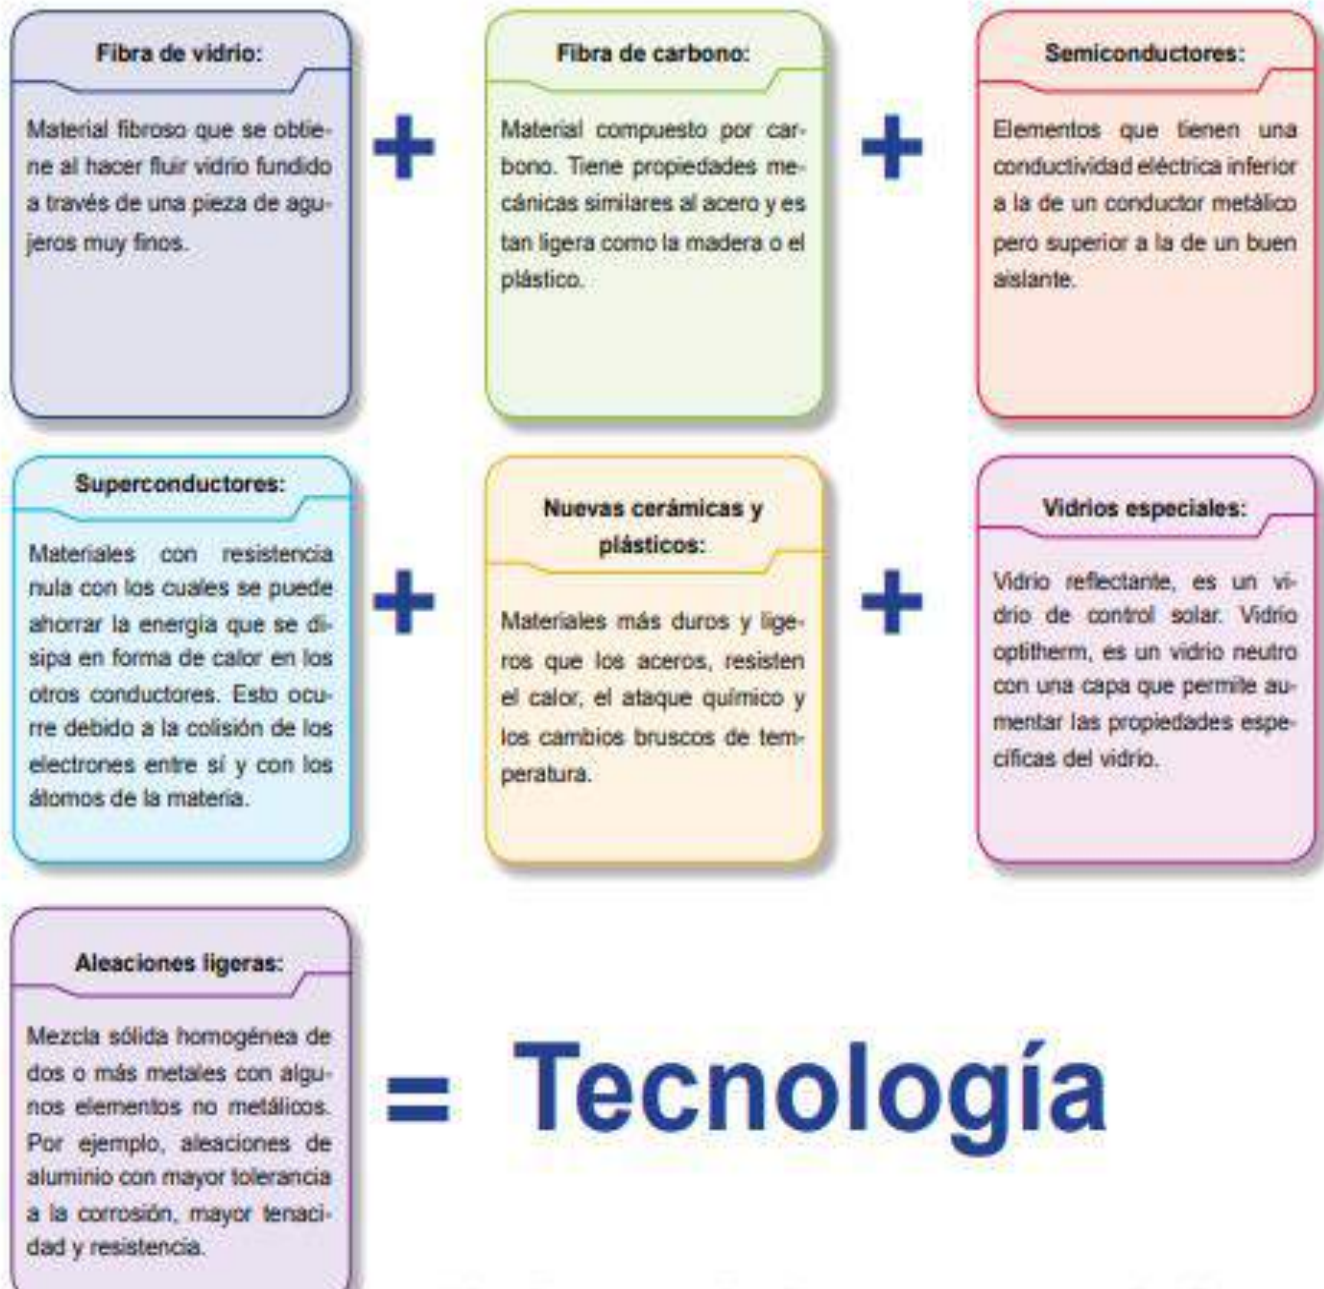 Fibra de vidrio:
Material fibroso que se obtie-
ne al hacer fluir vidrio fundido
a través de una pieza de agu-
jeros muy finos.
+
Fibra de carbono:
Material compuesto por car-
bono. Tiene propiedades me-
cánicas similares al acero y es
tan ligera como la madera o el
plástico.
+
Semiconductores:
Elementos que tienen una
conductividad eléctrica inferior
a la de un conductor metálico
pero superior a la de un buen
aislante.
Superconductores:
Materiales con resistencia
nula con los cuales se puede
ahorrar la energía que se di-
sipa en forma de calor en los
otros conductores. Esto ocu-
rre debido a la colisión de los
electrones entre sí y con los
átomos de la materia.
+
Nuevas cerámicas y
plásticos:
Materiales más duros y lige-
ros que los aceros, resisten
el calor, el ataque químico y
los cambios bruscos de tem-
peratura.
+
Vidrios especiales:
Vidrio reflectante, es un vi-
drio de control solar. Vidrio
optitherm, es un vidrio neutro
con una capa que permite au-
mentar las propiedades espe-
cíficas del vidrio.
Aleaciones ligeras:
Mezcla sólida homogénea de
dos o más metales con algu-
nos elementos no metálicos.
Por ejemplo, aleaciones de
aluminio con mayor tolerancia
a la corrosión, mayor tenaci-
dad y resistencia.
= Tecnología